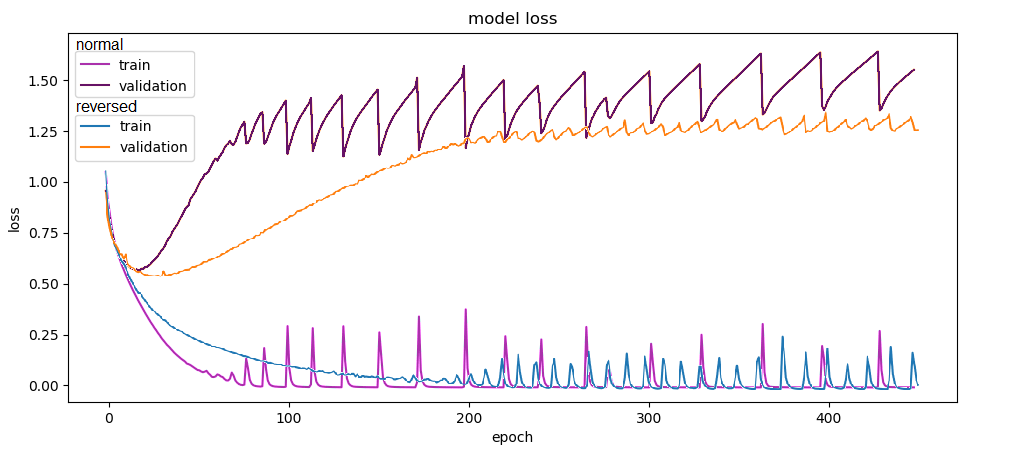 model loss
normal
train
validation
reversed
train
validation
1.50
1.25
1.00
0.75
0.50
0.25
0.00
loss
0 100 200 300 400
epoch